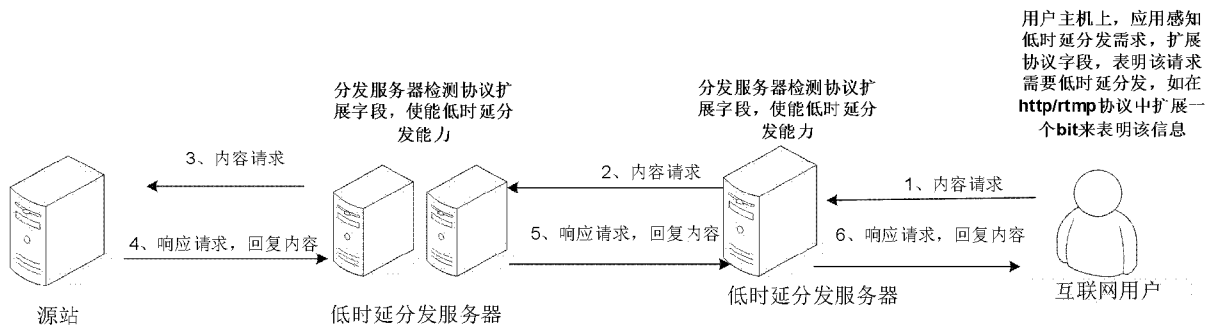 用户主机上，应用感知
低时延分发需求，扩展
协议字段，表明该请求
需要低时延分发，如在
http/rtmp协议中扩展一
个bit来表明该信息
分发服务器检测协议扩
展字段，使能低时延分
发能力
分发服务器检测协议扩
展字段，使能低时延分
发能力
3、内容请求
2、内容请求
1、内容请求
4、响应请求，回复内容
5、响应请求，回复内容
6、响应请求，回复内容
源站
低时延分发服务器
低时延分发服务器
互联网用户